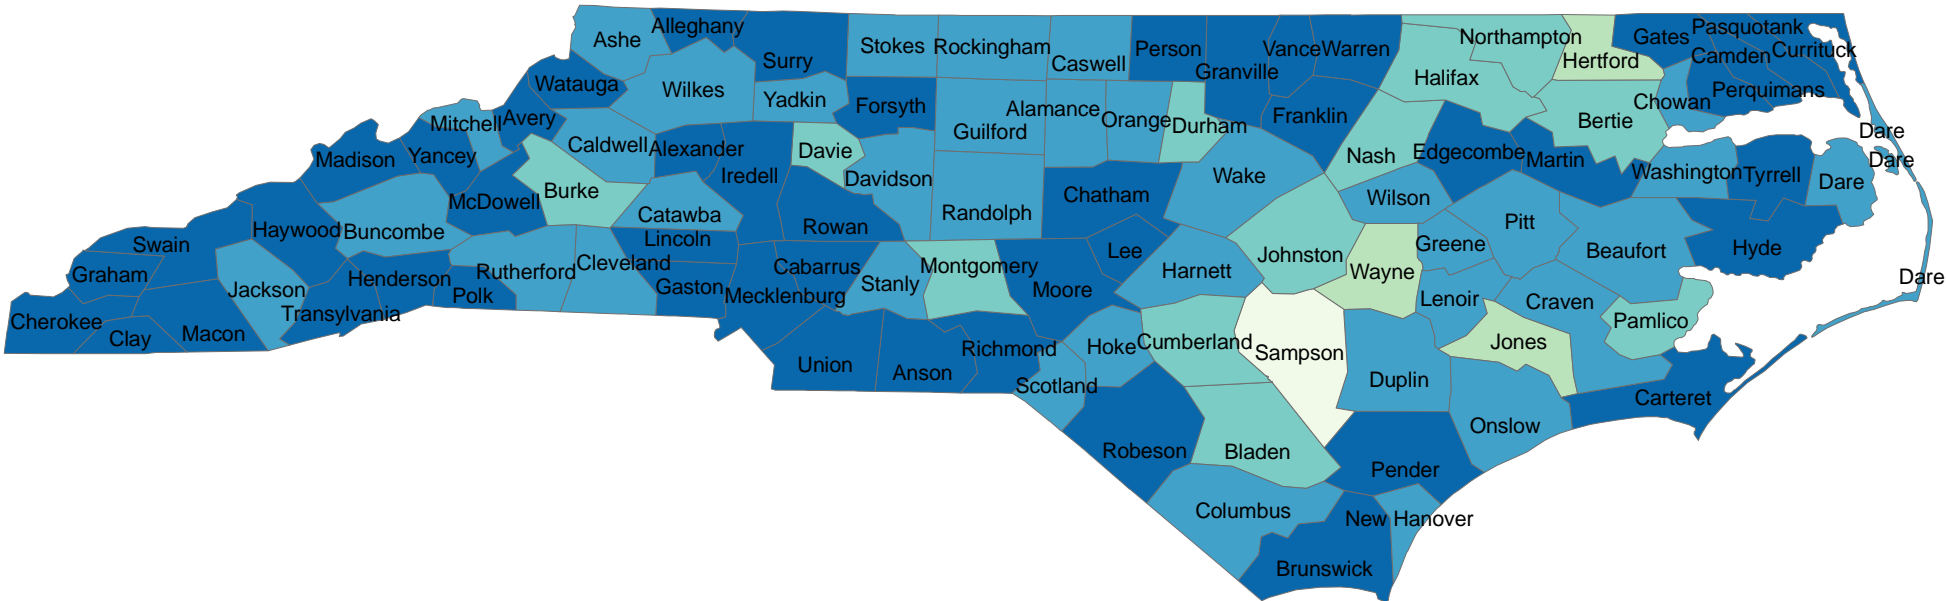 Alleghany
Ashe
Surry
Stokes
Rockingham
Caswell
Person
Granville
Vance
Warren
Northampton
Hertford
Gates
Pasquotank
Currituck
Camden
Perquimans
Watauga
Wilkes
Yadkin
Forsyth
Guilford
Alamance
Orange
Durham
Franklin
Halifax
Bertie
Chowan
Dare
Mitchell
Avery
Caldwell
Alexander
Davie
Davidson
Iredell
Nash
Edgecombe
Martin
Washington
Tyrrell
Dare
Dare
Madison
Yancey
McDowell
Burke
Catawba
Rowan
Randolph
Chatham
Wake
Wilson
Pitt
Beaufort
Hyde
Swain
Haywood
Buncombe
Lincoln
Lee
Johnston
Greene
Graham
Jackson
Henderson
Polk
Rutherford
Cleveland
Gaston
Mecklenburg
Cabarrus
Stanly
Montgomery
Moore
Harnett
Wayne
Lenoir
Craven
Pamlico
Dare
Cherokee
Clay
Macon
Transylvania
Union
Anson
Richmond
Scotland
Hoke
Cumberland
Sampson
Duplin
Jones
Onslow
Carteret
Robeson
Bladen
Pender
Columbus
New Hanover
Brunswick